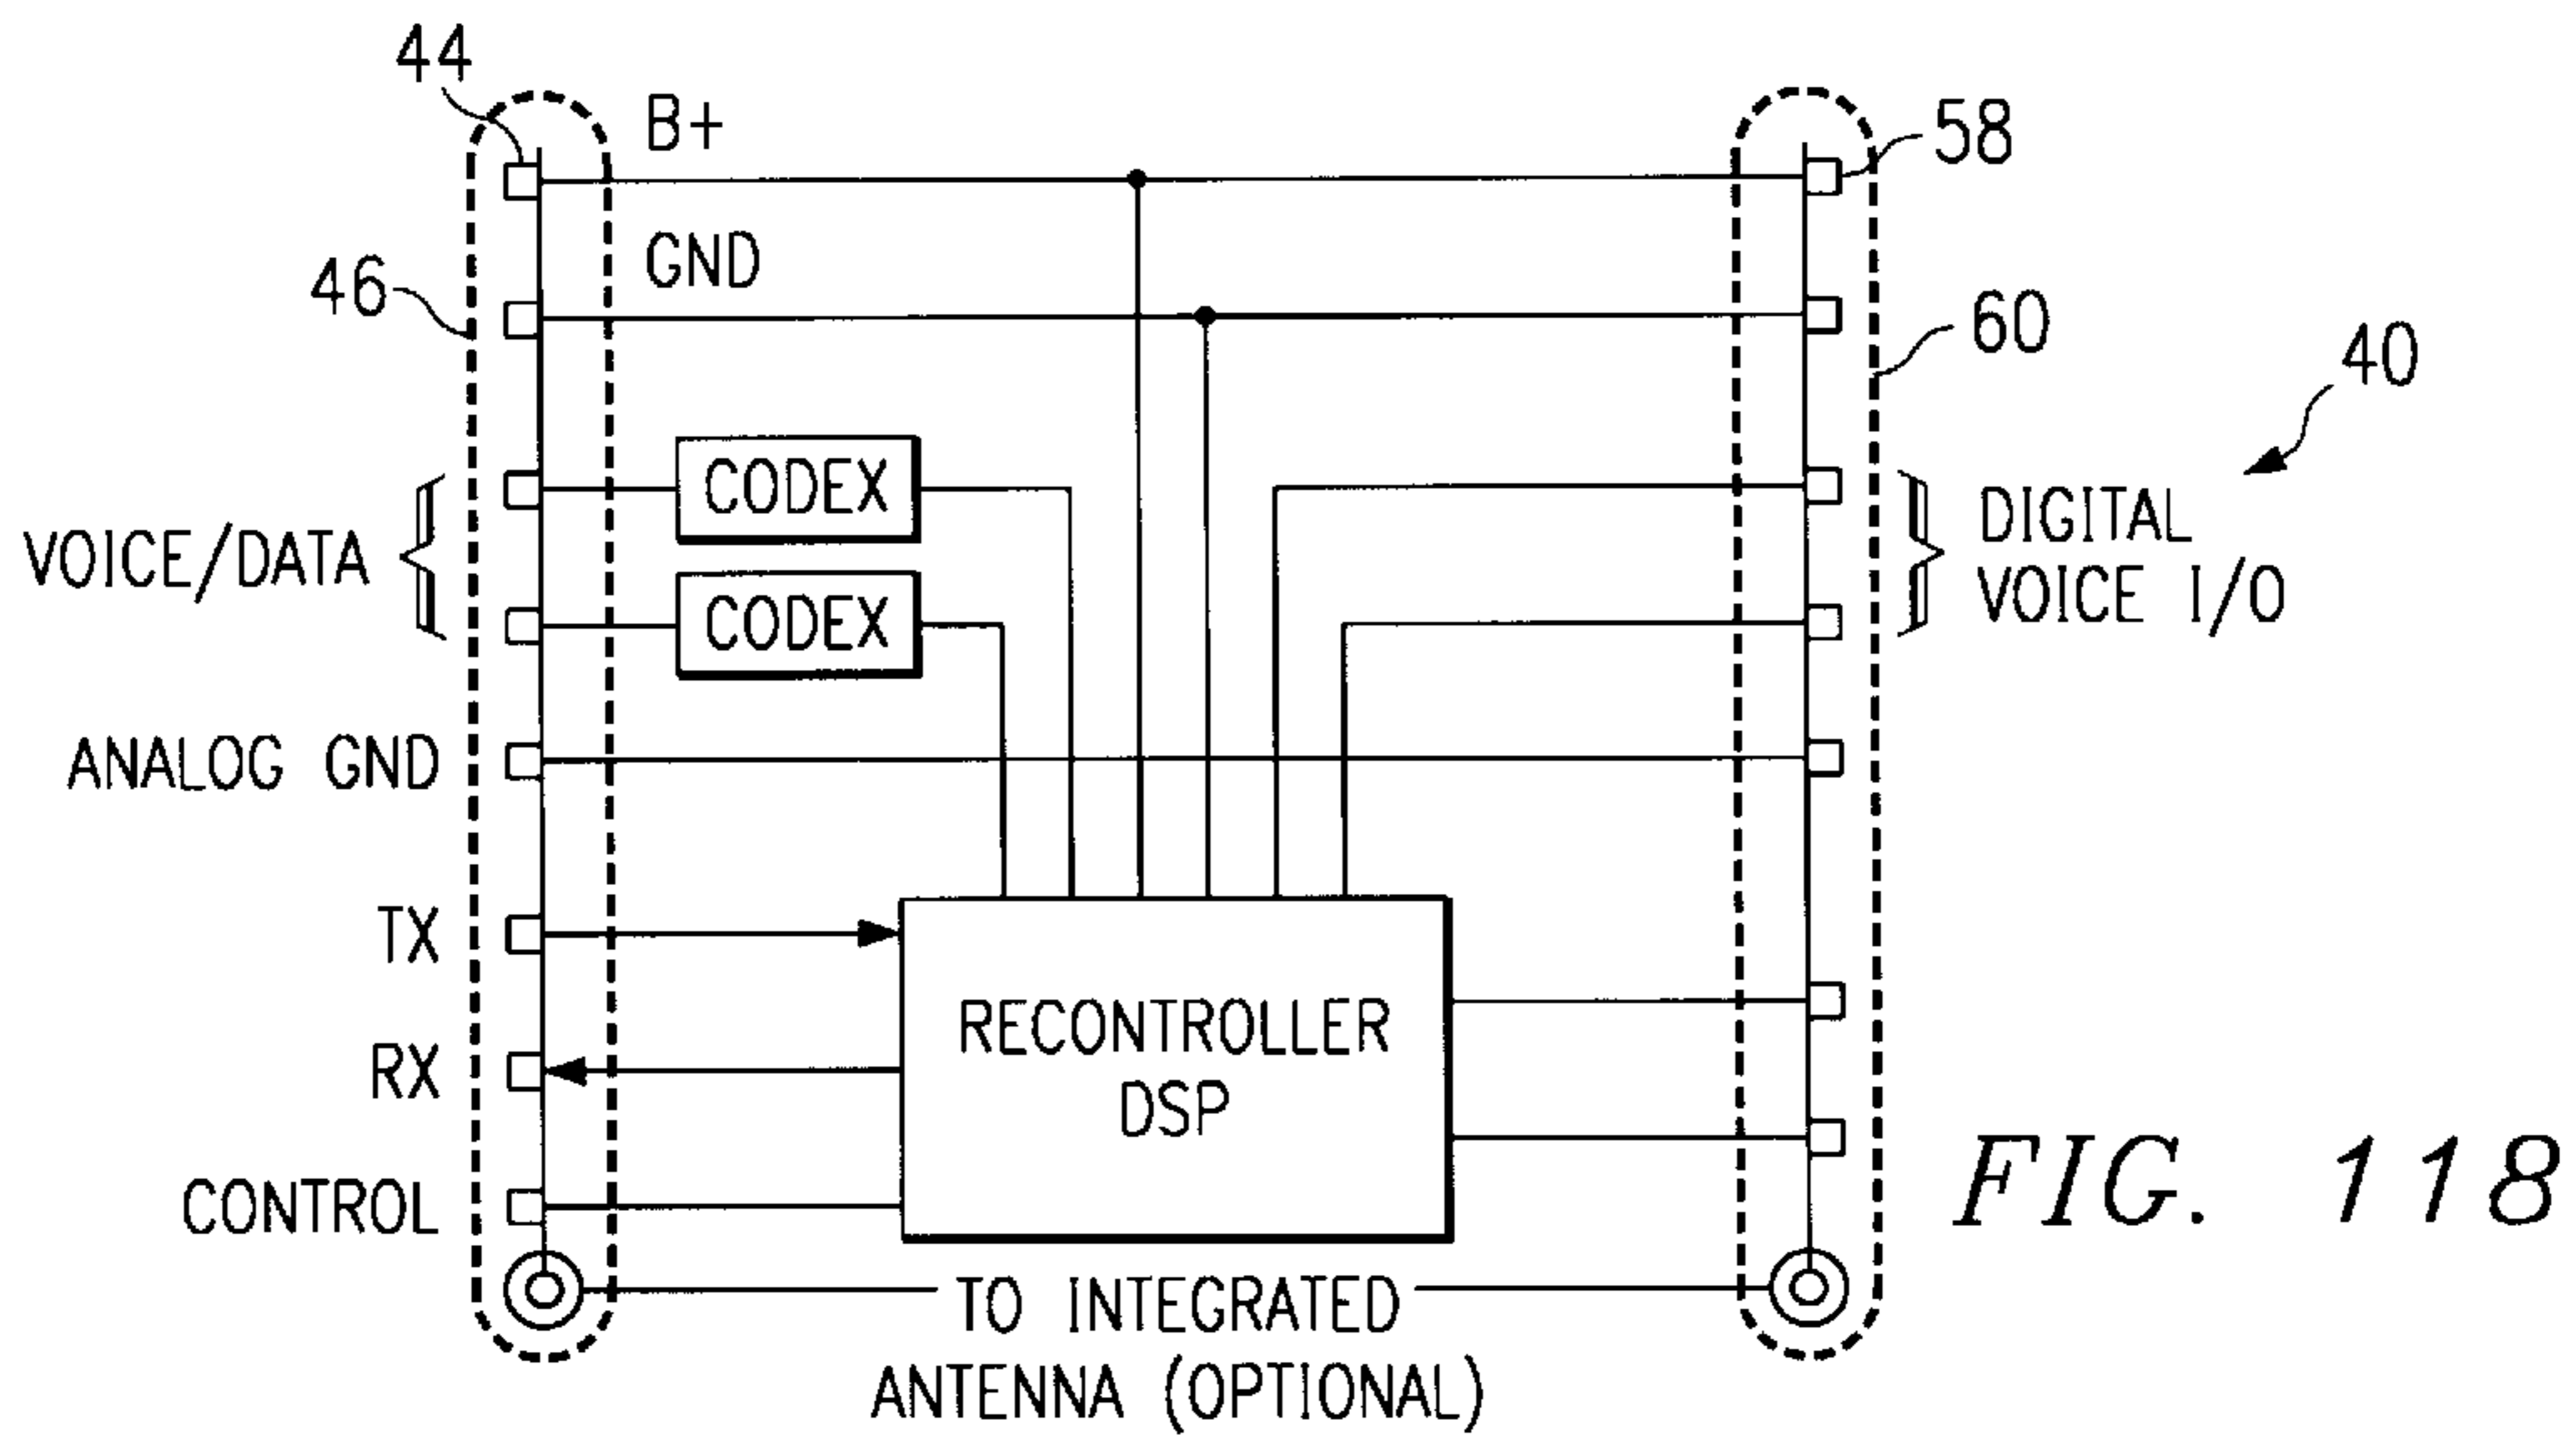 44
B+
58
GND
46
60
40
CODEX
VOICE/DATA
DIGITAL
VOICE I/O
CODEX
ANALOG GND
TX
RX
RECONTROLLER
DSP
CONTROL
FIG. 118
TO INTEGRATED
ANTENNA (OPTIONAL)